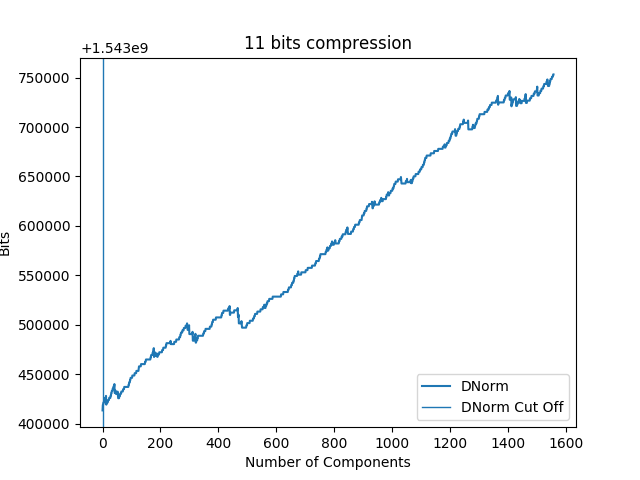 11 bits compression
+1.543e9
750000
700000
650000
600000
550000
500000
450000
400000
Bits
0
200
400
600
800
1000
1200
1400
1600
Number of Components
DNorm
DNorm Cut Off